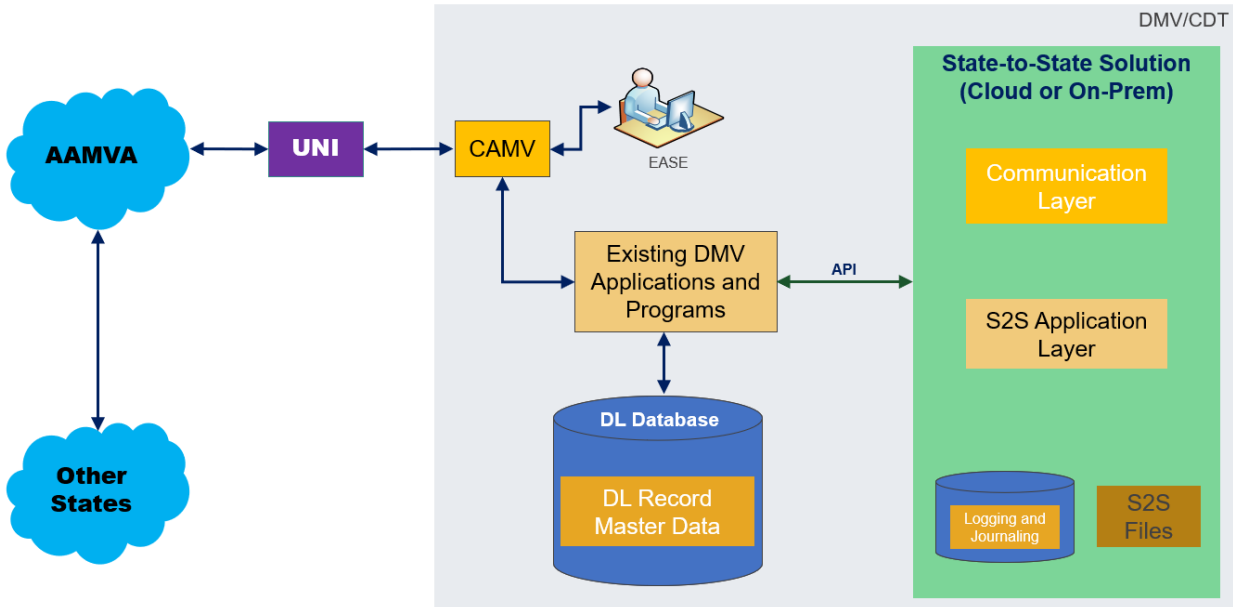 DMV/CDT
State-to-State Solution
(Cloud or On-Prem)
AAMVA
UNI
CAMV
EASE
Communication
Layer
Existing DMV
Applications and
Programs
API
S2S Application
Layer
DL Database
DL Record
Master Data
Other
States
Logging and
Journaling
S2S
Files